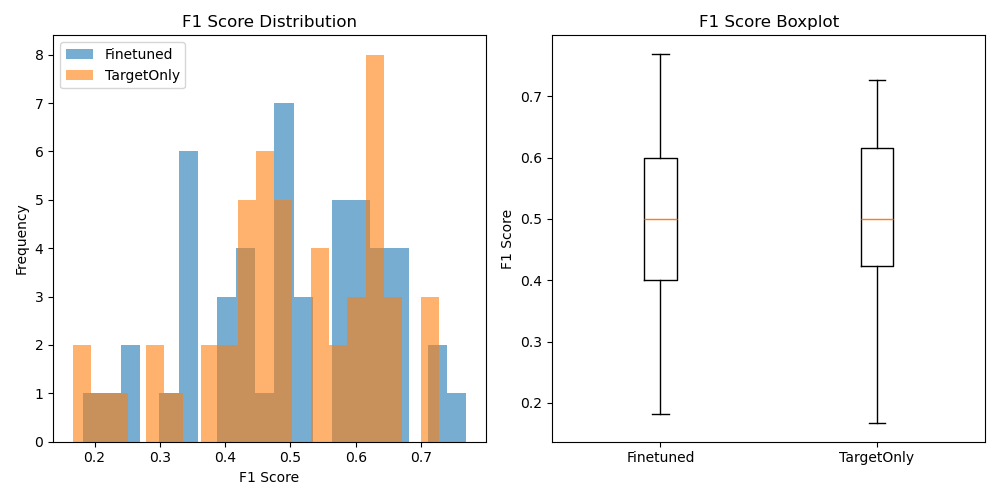 F1 Score Distribution
Finetuned
TargetOnly
8
7
6
5
4
3
2
1
0
Frequency
0.2 0.3 0.4 0.5 0.6 0.7
F1 Score
F1 Score Boxplot
0.7
0.6
0.5
0.4
0.3
0.2
F1 Score
Finetuned TargetOnly